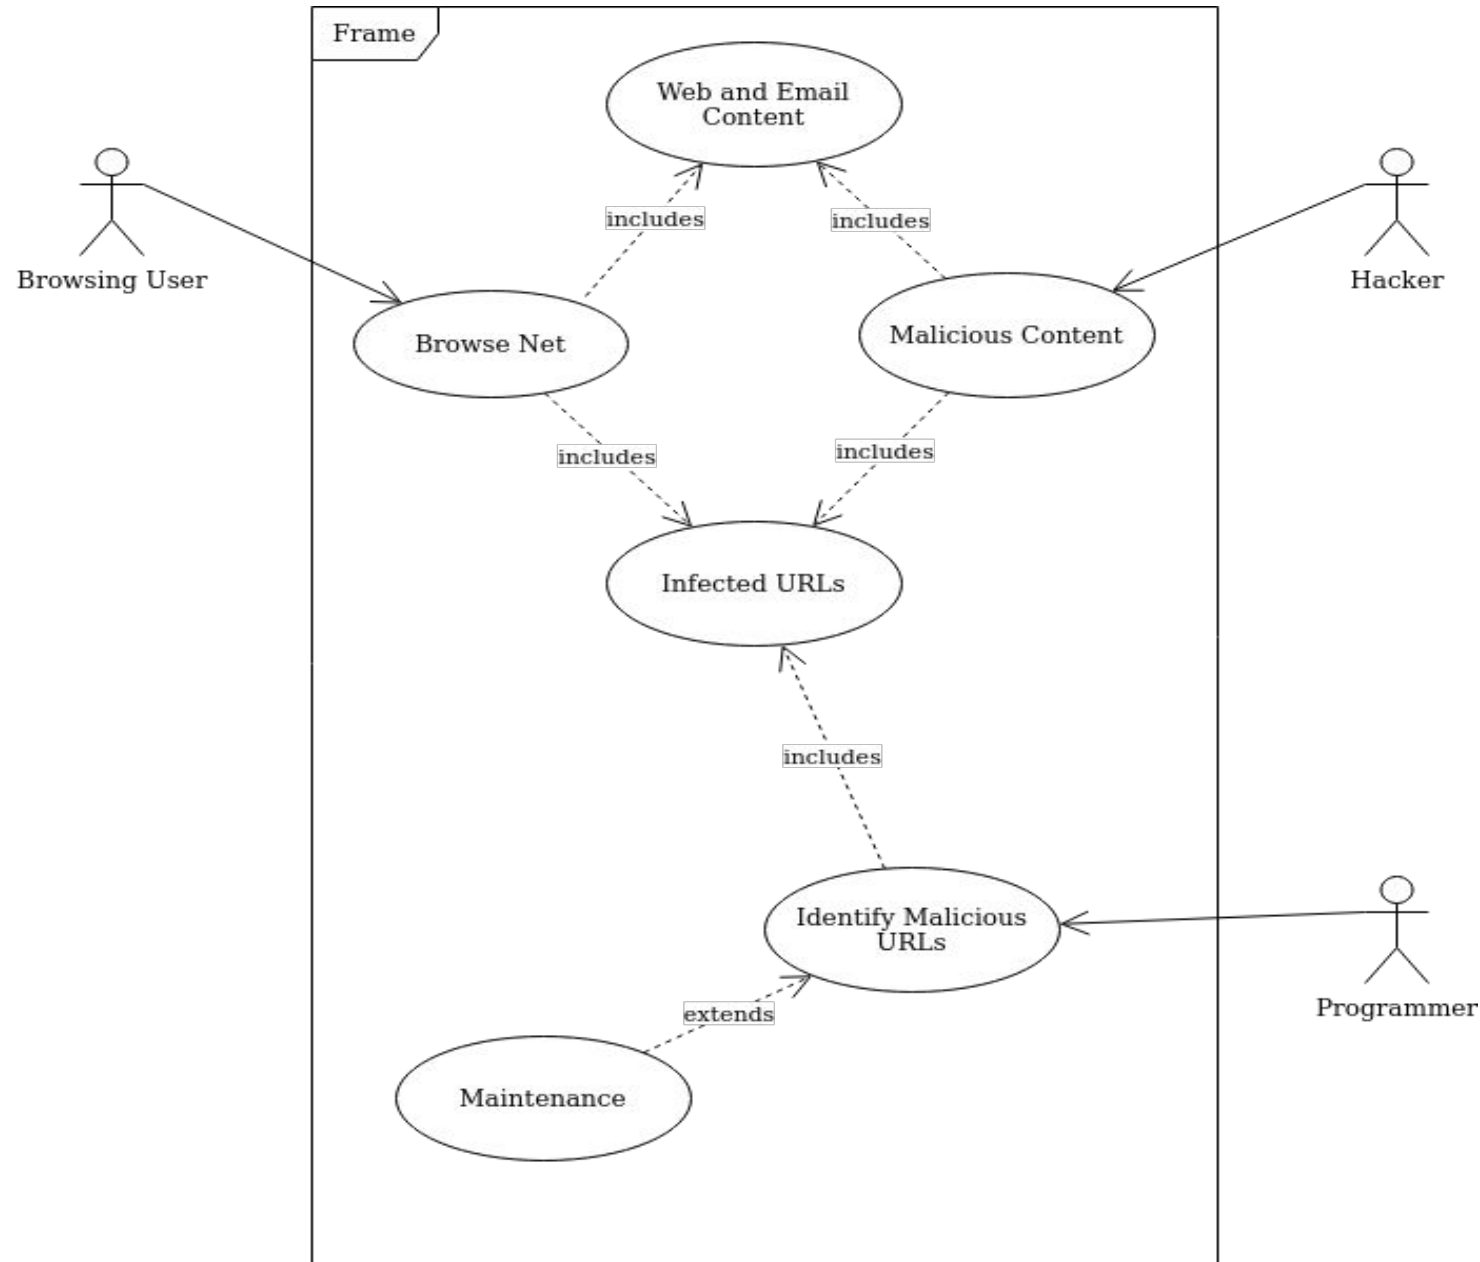 Frame
Web and Email
Content
includes
includes
Browsing User
Hacker
Browse Net
Malicious Content
includes
includes
Infected URLs
includes
Identify Malicious
URLs
Programmer
extends
Maintenance